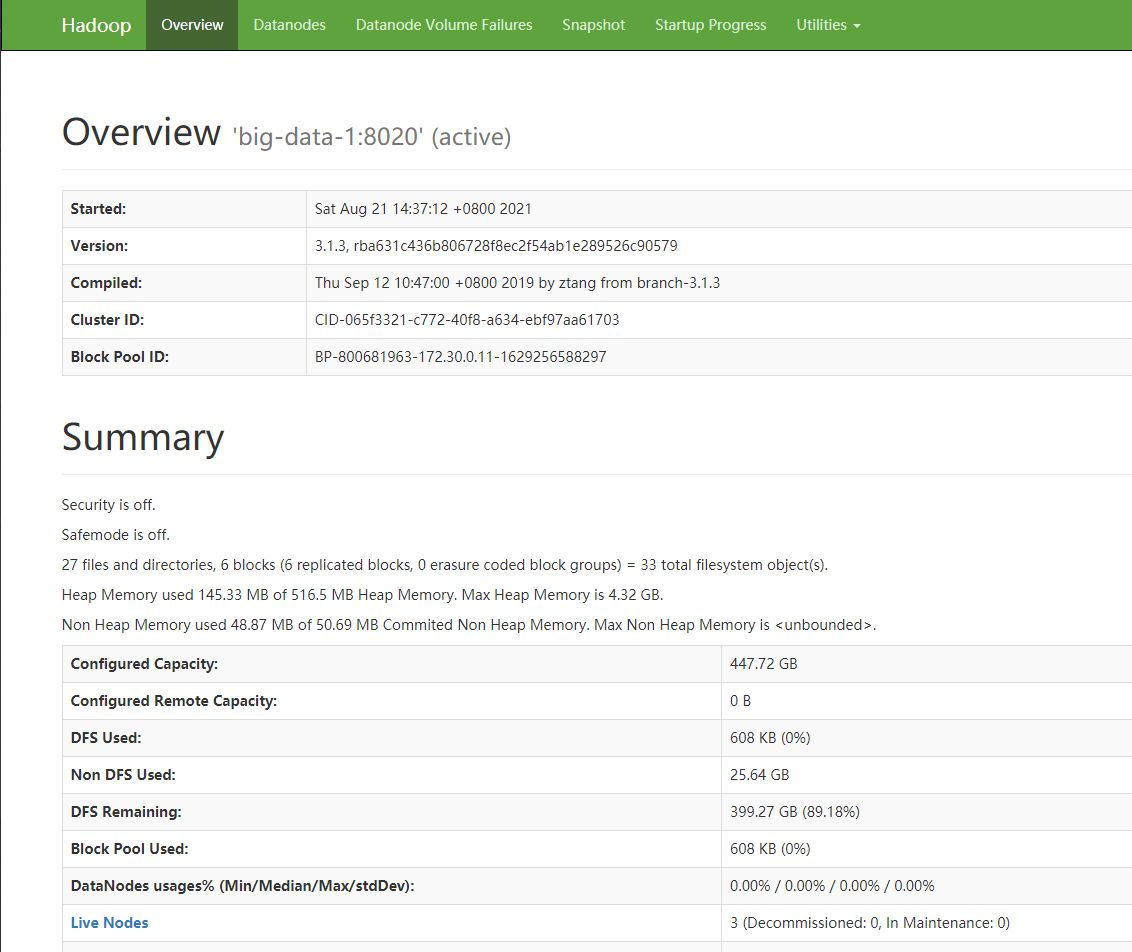 Hadoop Overview Datanodes Datanode Volume Failures Snapshot Startup Progress Utilities
Overview 'big-data-1:8020' (active)
Started: Sat Aug 21 14:37:12 +0800 2021
Version: 3.1.3, rba631c436b806728f8ec2f54ab1e289526c90579
Compiled: Thu Sep 12 10:47:00 +0800 2019 by ztang from branch-3.1.3
Cluster ID: CID-065f3321-c772-40f8-a634-ebf97aa61703
Block Pool ID: BP-800681963-172.30.0.11-1629256588297
Summary
Security is off.
Safemode is off.
27 files and directories, 6 blocks (6 replicated blocks, 0 erasure coded block groups) = 33 total filesystem object(s).
Heap Memory used 145.33 MB of 516.5 MB Heap Memory. Max Heap Memory is 4.32 GB.
Non Heap Memory used 48.87 MB of 50.69 MB Commited Non Heap Memory. Max Non Heap Memory is <unbounded>.
Configured Capacity: 447.72 GB
Configured Remote Capacity: 0 B
DFS Used: 608 KB (0%)
Non DFS Used: 25.64 GB
DFS Remaining: 399.27 GB (89.18%)
Block Pool Used: 608 KB (0%)
DataNodes usages% (Min/Median/Max/stdDev): 0.00% / 0.00% / 0.00% / 0.00%
Live Nodes 3 (Decommissioned: 0, In Maintenance: 0)